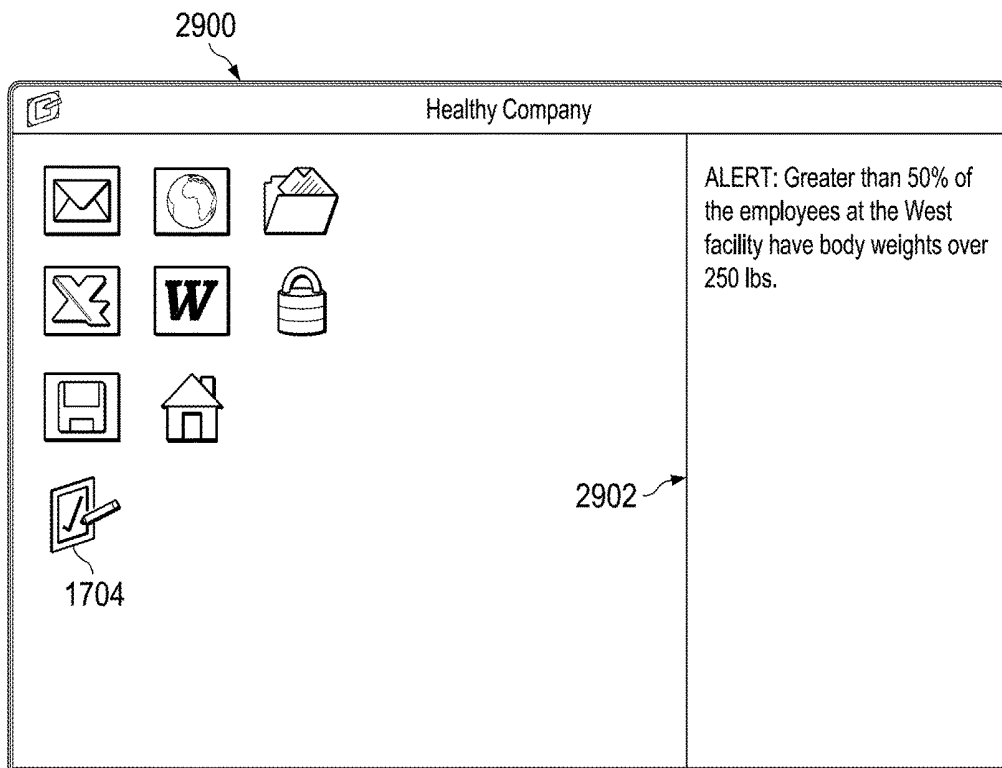 2900
Healthy Company
ALERT: Greater than 50% of
the employees at the West
facility have body weights over
250 lbs.
W
2902
1704